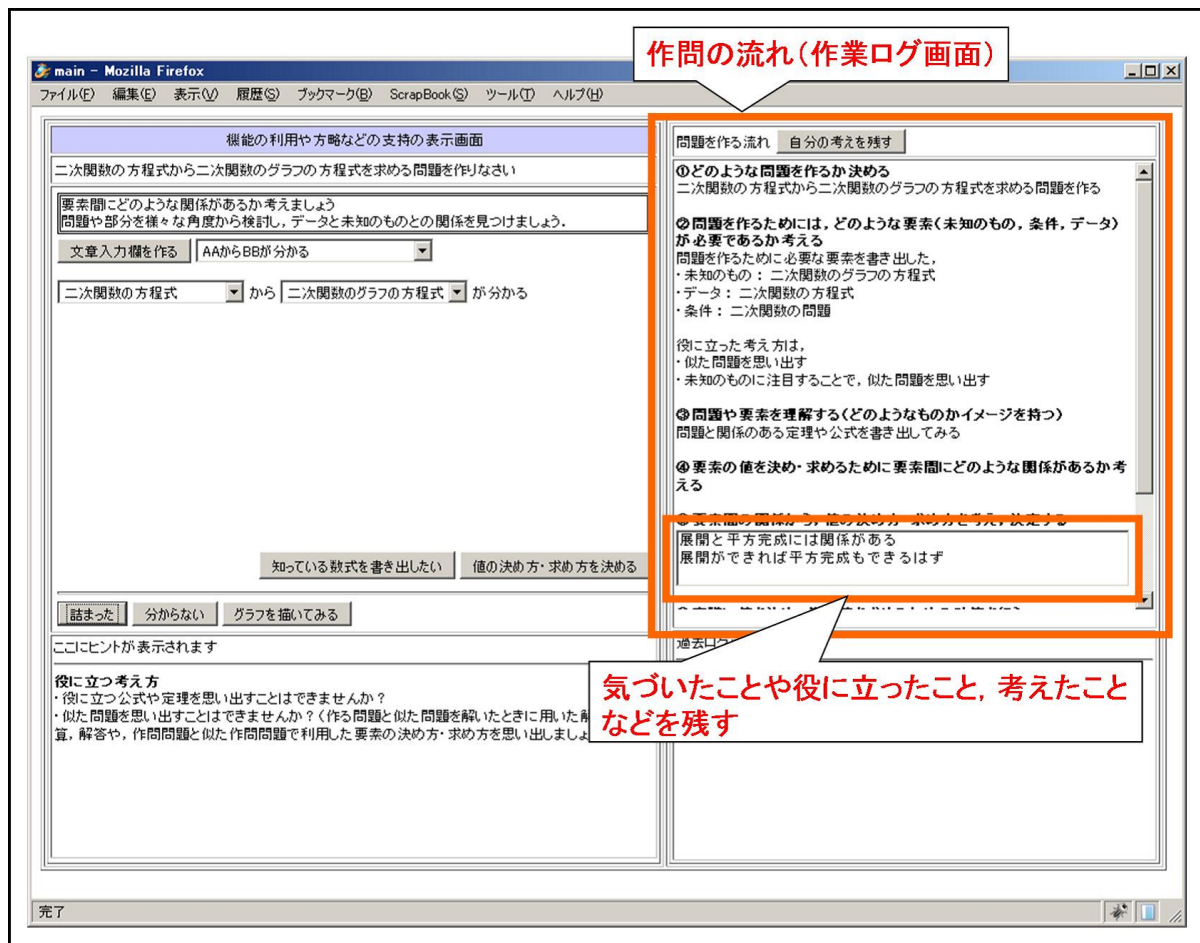 作問の流れ(作業ログ画面)
main - Mozilla Firefox
ファイル(F) 編集(E) 表示(V) 履歴(S) ブックマーク(B) ScrapBook(S) ツール(T) ヘルプ(H)
機能の利用や方略などの支持の表示画面
二次関数の方程式から二次関数のグラフの方程式を求める問題を作りなさい
要素間にどのような関係があるか考えましょう
問題や部分を様々な角度から検討し,データと未知のものとの関係を見つけましょう.
文章入力欄を作る AAからBBが分かる
二次関数の方程式 から 二次関数のグラフの方程式 が分かる
知っている数式を書き出したい 値の決め方・求め方を決める
詰まった 分からない グラフを描いてみる
ここにヒントが表示されます
役に立つ考え方
・役に立つ公式や定理を思い出すことはできませんか?
・似た問題を思い出すことはできませんか?(作る問題と似た問題を解いたときに用いた
算,解答や,作問問題と似た作問問題で利用した要素の決め方・求め方を思い出しましょ
問題を作る流れ 自分の考えを残す
①どのような問題を作るか決める
二次関数の方程式から二次関数のグラフの方程式を求める問題を作る
②問題を作るためには,どのような要素(未知のもの,条件,データ)
が必要であるか考える
問題を作るために必要な要素を書き出した,
・未知のもの: 二次関数のグラフの方程式
・データ: 二次関数の方程式
・条件: 二次関数の問題
役に立った考え方は,
・似た問題を思い出す
・未知のものに注目することで,似た問題を思い出す
③問題や要素を理解する(どのようなものかイメージを持つ)
問題と関係のある定理や公式を書き出してみる
④要素の値を決め・求めるために要素間にどのような関係があるか考
える
展開と平方完成には関係がある
展開ができれば平方完成もできるはず
過去ログ
気づいたことや役に立ったこと,考えたこと
などを残す
完了